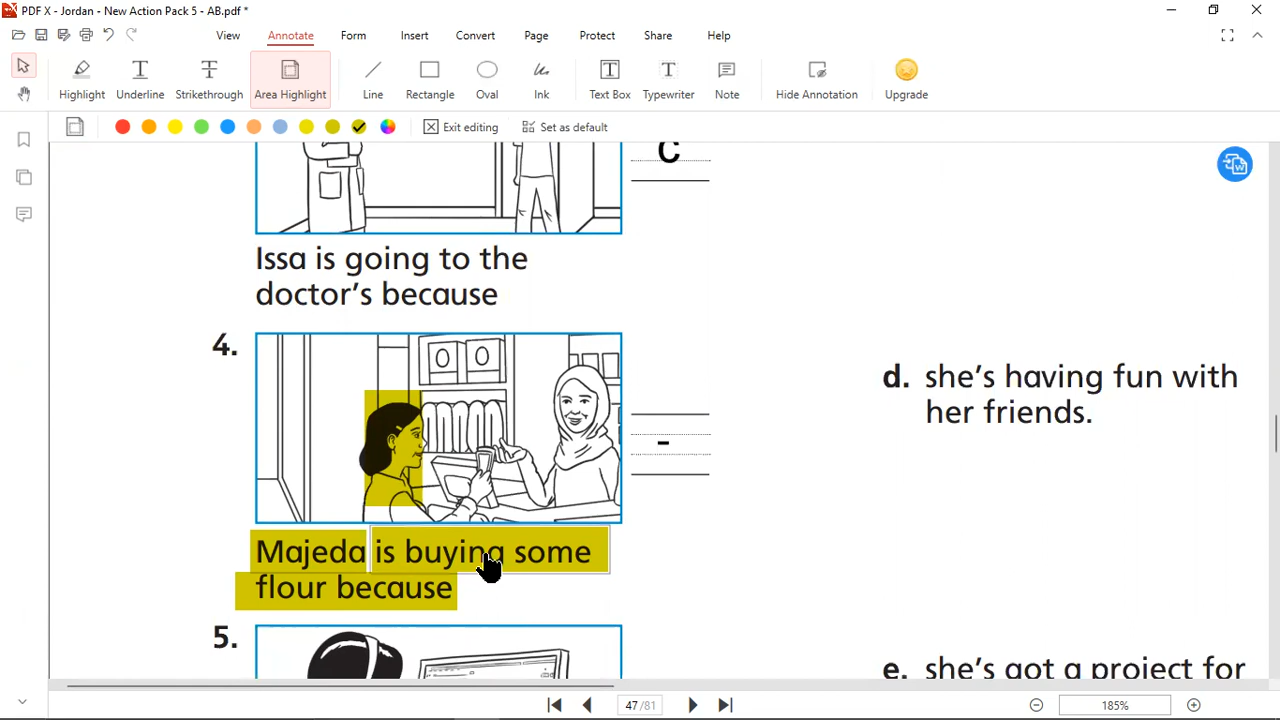 PDF X - Jordan - New Action Pack 5 - AB.pdf *
View Annotate Form Insert Convert Page Protect Share Help
Highlight Underline Strikethrough Area Highlight Line Rectangle Oval Ink Text Box Typewriter Note Hide Annotation Upgrade
Exit editing Set as default
C
Issa is going to the
doctor's because
4.
-
d. she's having fun with
her friends.
Majeda is buying some
flour because
5.
e. she's got a project for
47 /81
185%